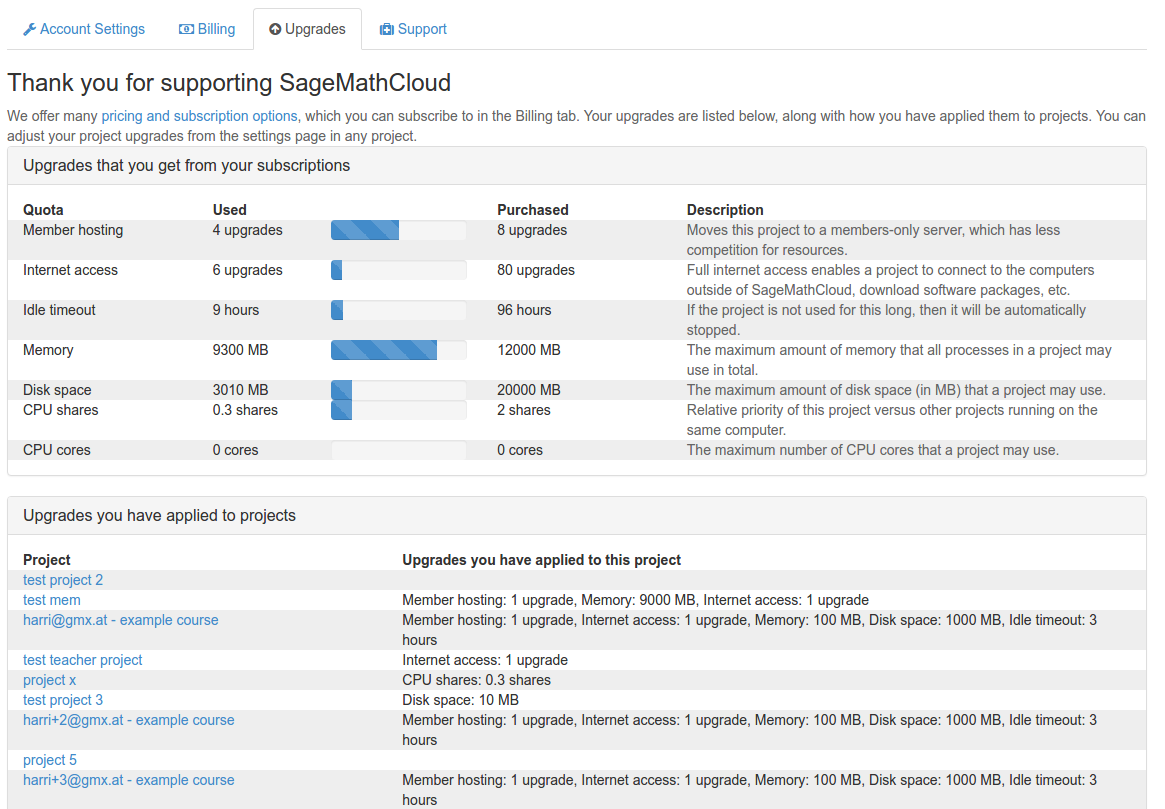 Account Settings Billing Upgrades Support
Thank you for supporting SageMathCloud
We offer many pricing and subscription options, which you can subscribe to in the Billing tab. Your upgrades are listed below, along with how you have applied them to projects. You can
adjust your project upgrades from the settings page in any project.
Upgrades that you get from your subscriptions
Quota Used Purchased Description
Member hosting 4 upgrades 8 upgrades Moves this project to a members-only server, which has less
competition for resources.
Internet access 6 upgrades 80 upgrades Full internet access enables a project to connect to the computers
outside of SageMathCloud, download software packages, etc.
Idle timeout 9 hours 96 hours If the project is not used for this long, then it will be automatically
stopped.
Memory 9300 MB 12000 MB The maximum amount of memory that all processes in a project may
use in total.
Disk space 3010 MB 20000 MB The maximum amount of disk space (in MB) that a project may use.
CPU shares 0.3 shares 2 shares Relative priority of this project versus other projects running on the
same computer.
CPU cores 0 cores 0 cores The maximum number of CPU cores that a project may use.
Upgrades you have applied to projects
Project Upgrades you have applied to this project
test project 2
test mem Member hosting: 1 upgrade, Memory: 9000 MB, Internet access: 1 upgrade
harri@gmx.at - example course Member hosting: 1 upgrade, Internet access: 1 upgrade, Memory: 100 MB, Disk space: 1000 MB, Idle timeout: 3
hours
test teacher project Internet access: 1 upgrade
project x CPU shares: 0.3 shares
test project 3 Disk space: 10 MB
harri+2@gmx.at - example course Member hosting: 1 upgrade, Internet access: 1 upgrade, Memory: 100 MB, Disk space: 1000 MB, Idle timeout: 3
hours
project 5
harri+3@gmx.at - example course Member hosting: 1 upgrade, Internet access: 1 upgrade, Memory: 100 MB, Disk space: 1000 MB, Idle timeout: 3
hours